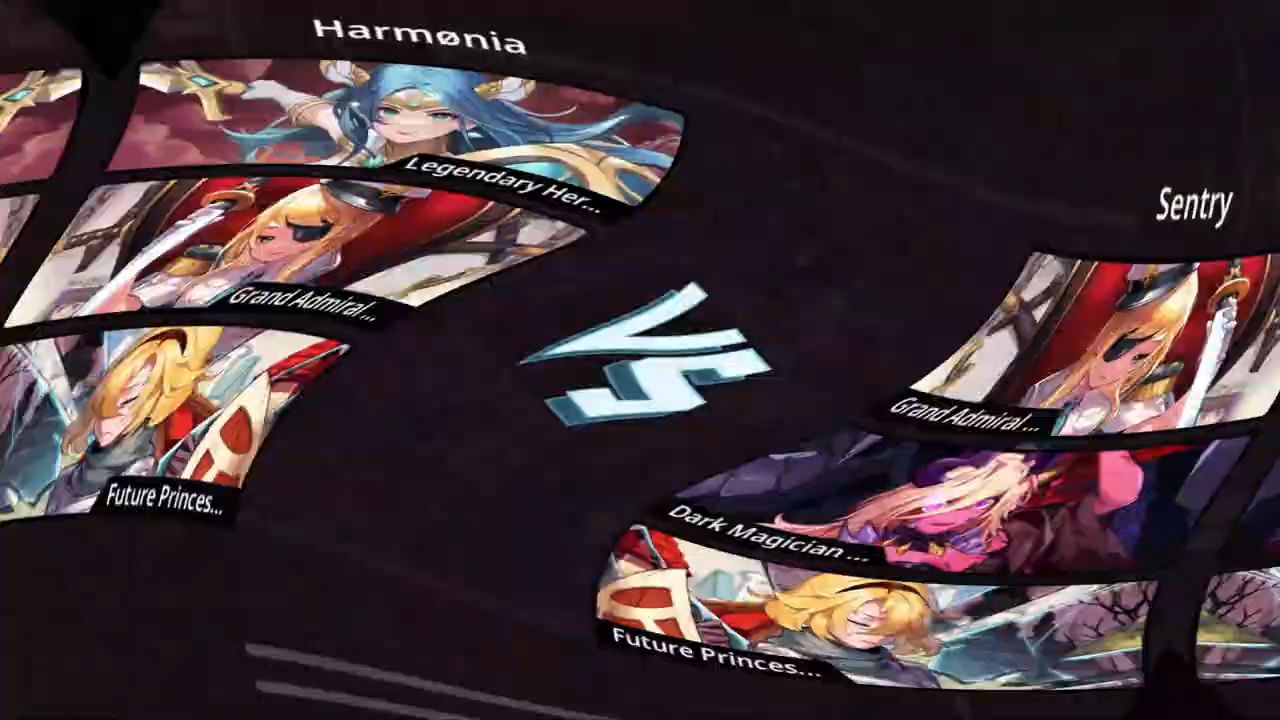 Harmønia
Legendary Her...
Grand Admiral...
Future Princes...
VS
Sentry
Grand Admiral...
Dark Magician ...
Future Princes...